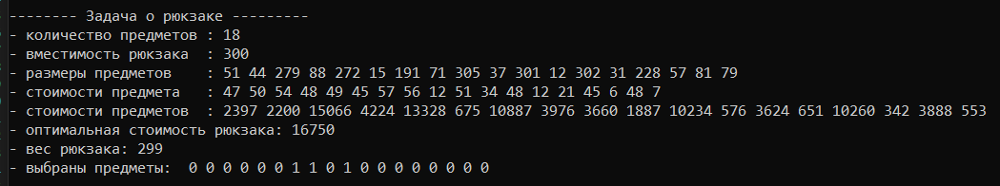 -------- Задача о рюкзаке ---------
- количество предметов : 18
- вместимость рюкзака  : 300
- размеры предметов    : 51 44 279 88 272 15 191 71 305 37 301 12 302 31 228 57 81 79
- стоимости предмета   : 47 50 54 48 49 45 57 56 12 51 34 48 12 21 45 6 48 7
- стоимости предметов  : 2397 2200 15066 4224 13328 675 10887 3976 3660 1887 10234 576 3624 651 10260 342 3888 553
- оптимальная стоимость рюкзака: 16750
- вес рюкзака: 299
- выбраны предметы:  0 0 0 0 0 0 1 1 0 1 0 0 0 0 0 0 0 0